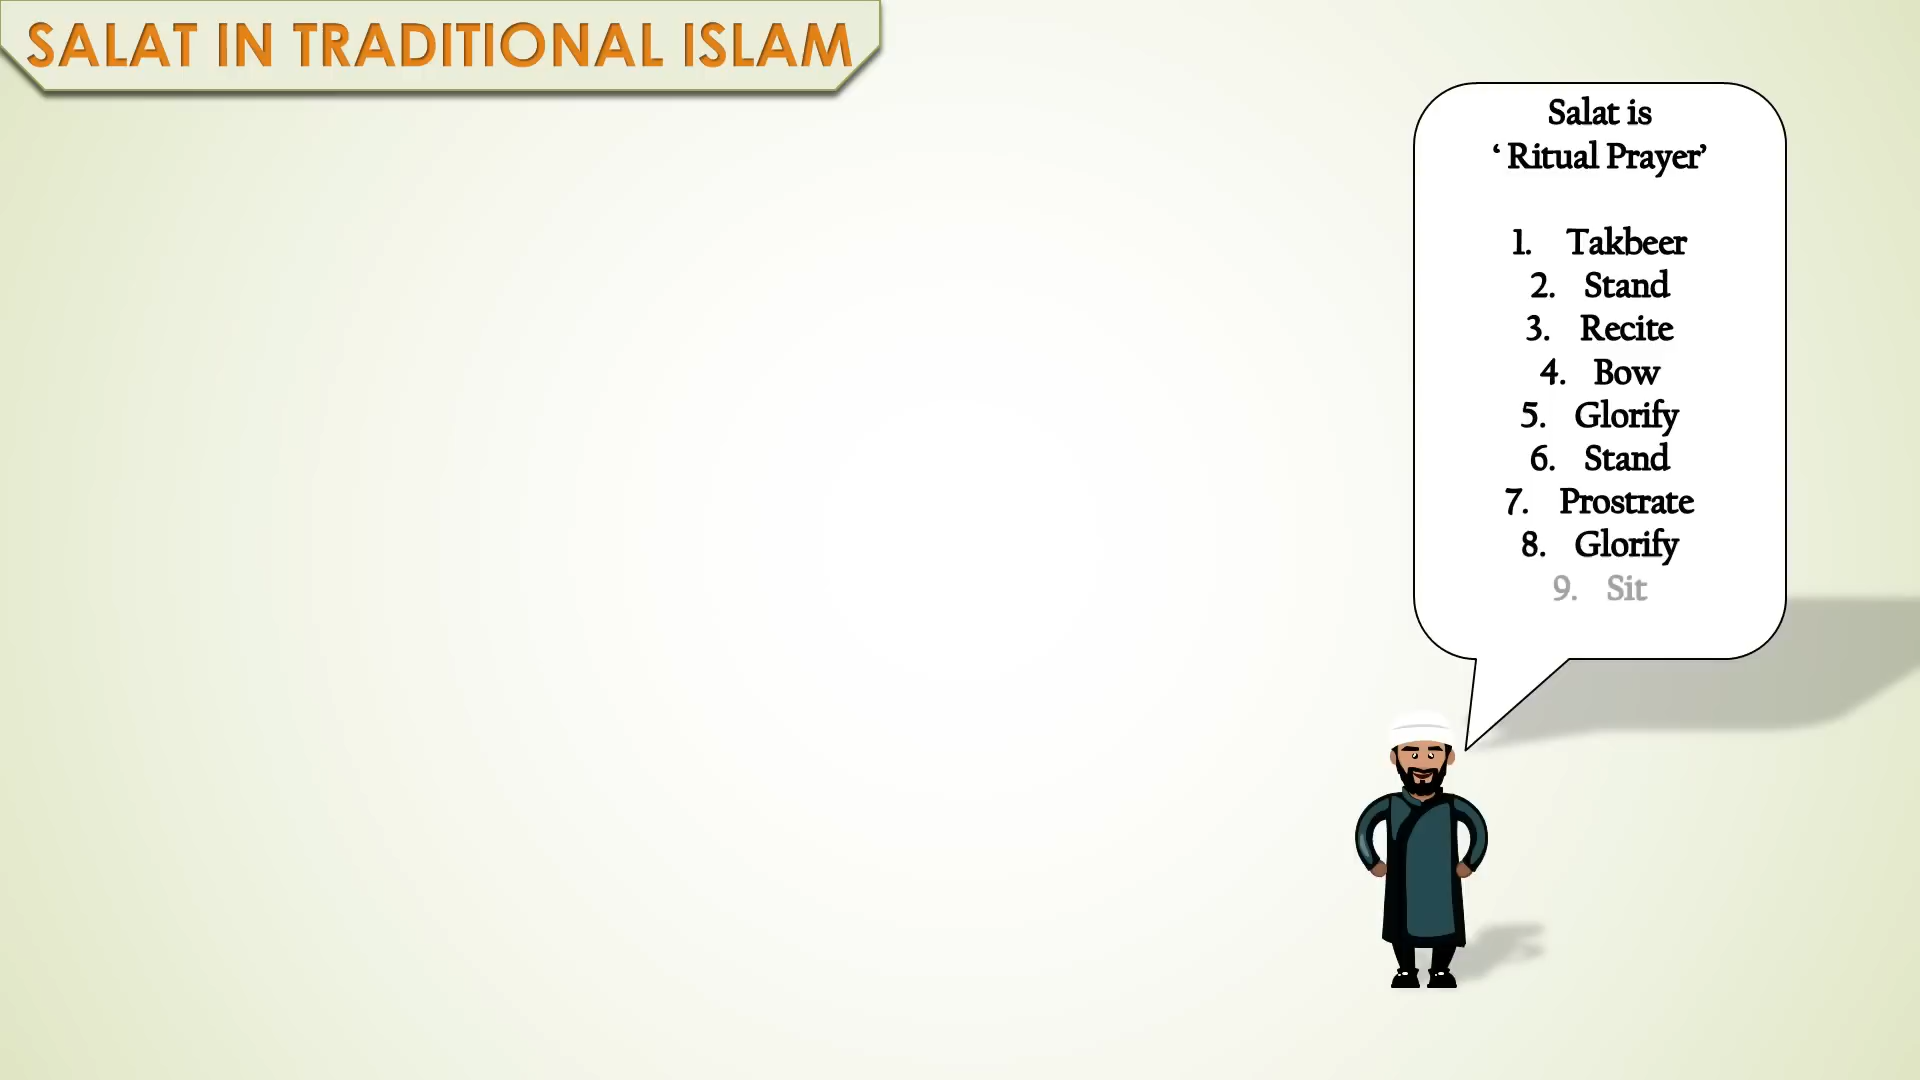 SALAT IN TRADITIONAL ISLAM
Salat is
‘ Ritual Prayer’
1. Takbeer
2. Stand
3. Recite
4. Bow
5. Glorify
6. Stand
7. Prostrate
8. Glorify
9. Sit